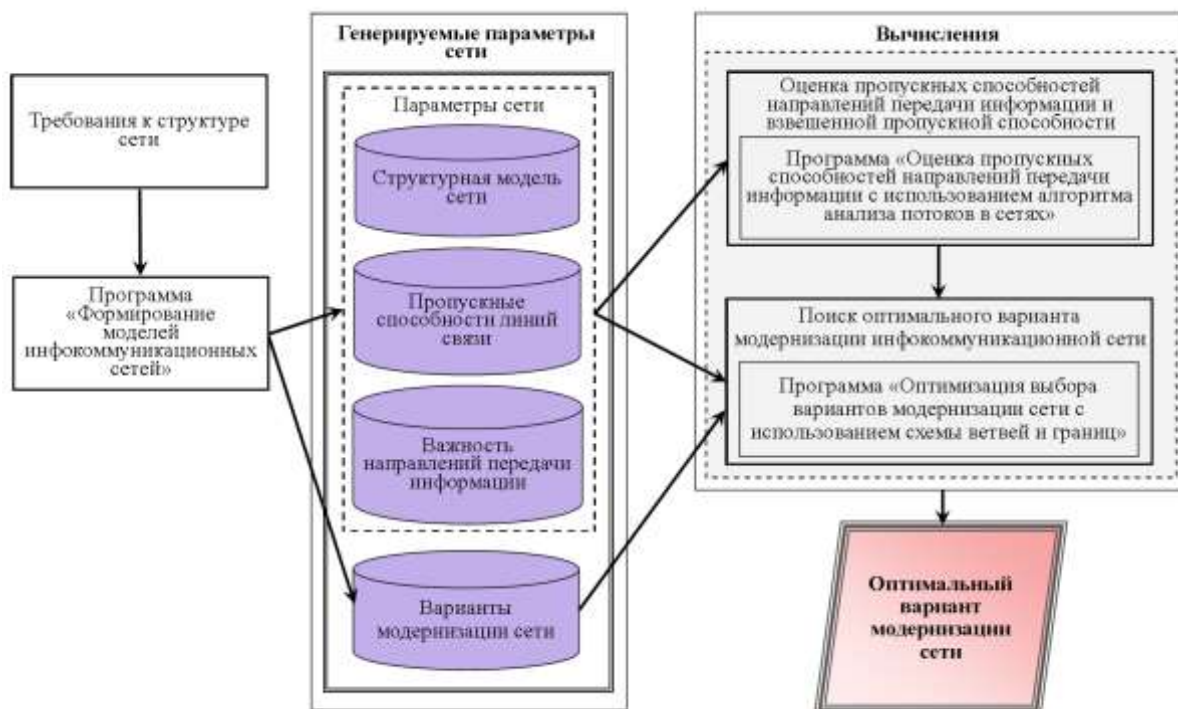 Требования к структуре
сети
Программа
«Формирование
моделей
инфокоммуникационных
сетей»
Генерируемые параметры
сети
Параметры сети
Структурная модель
сети
Пропускные
способности линий
связи
Важность
направлений передачи
информации
Варианты
модернизации сети
Вычисления
Оценка пропускных способностей
направлений передачи информации и
взвешенной пропускной способности
Программа «Оценка пропускных
способностей направлений передачи
информации с использованием алгоритма
анализа потоков в сетях»
Поиск оптимального варианта
модернизации инфокоммуникационной сети
Программа «Оптимизация выбора
вариантов модернизации сети с
использованием схемы ветвей и границ»
Оптимальный
вариант
модернизации
сети